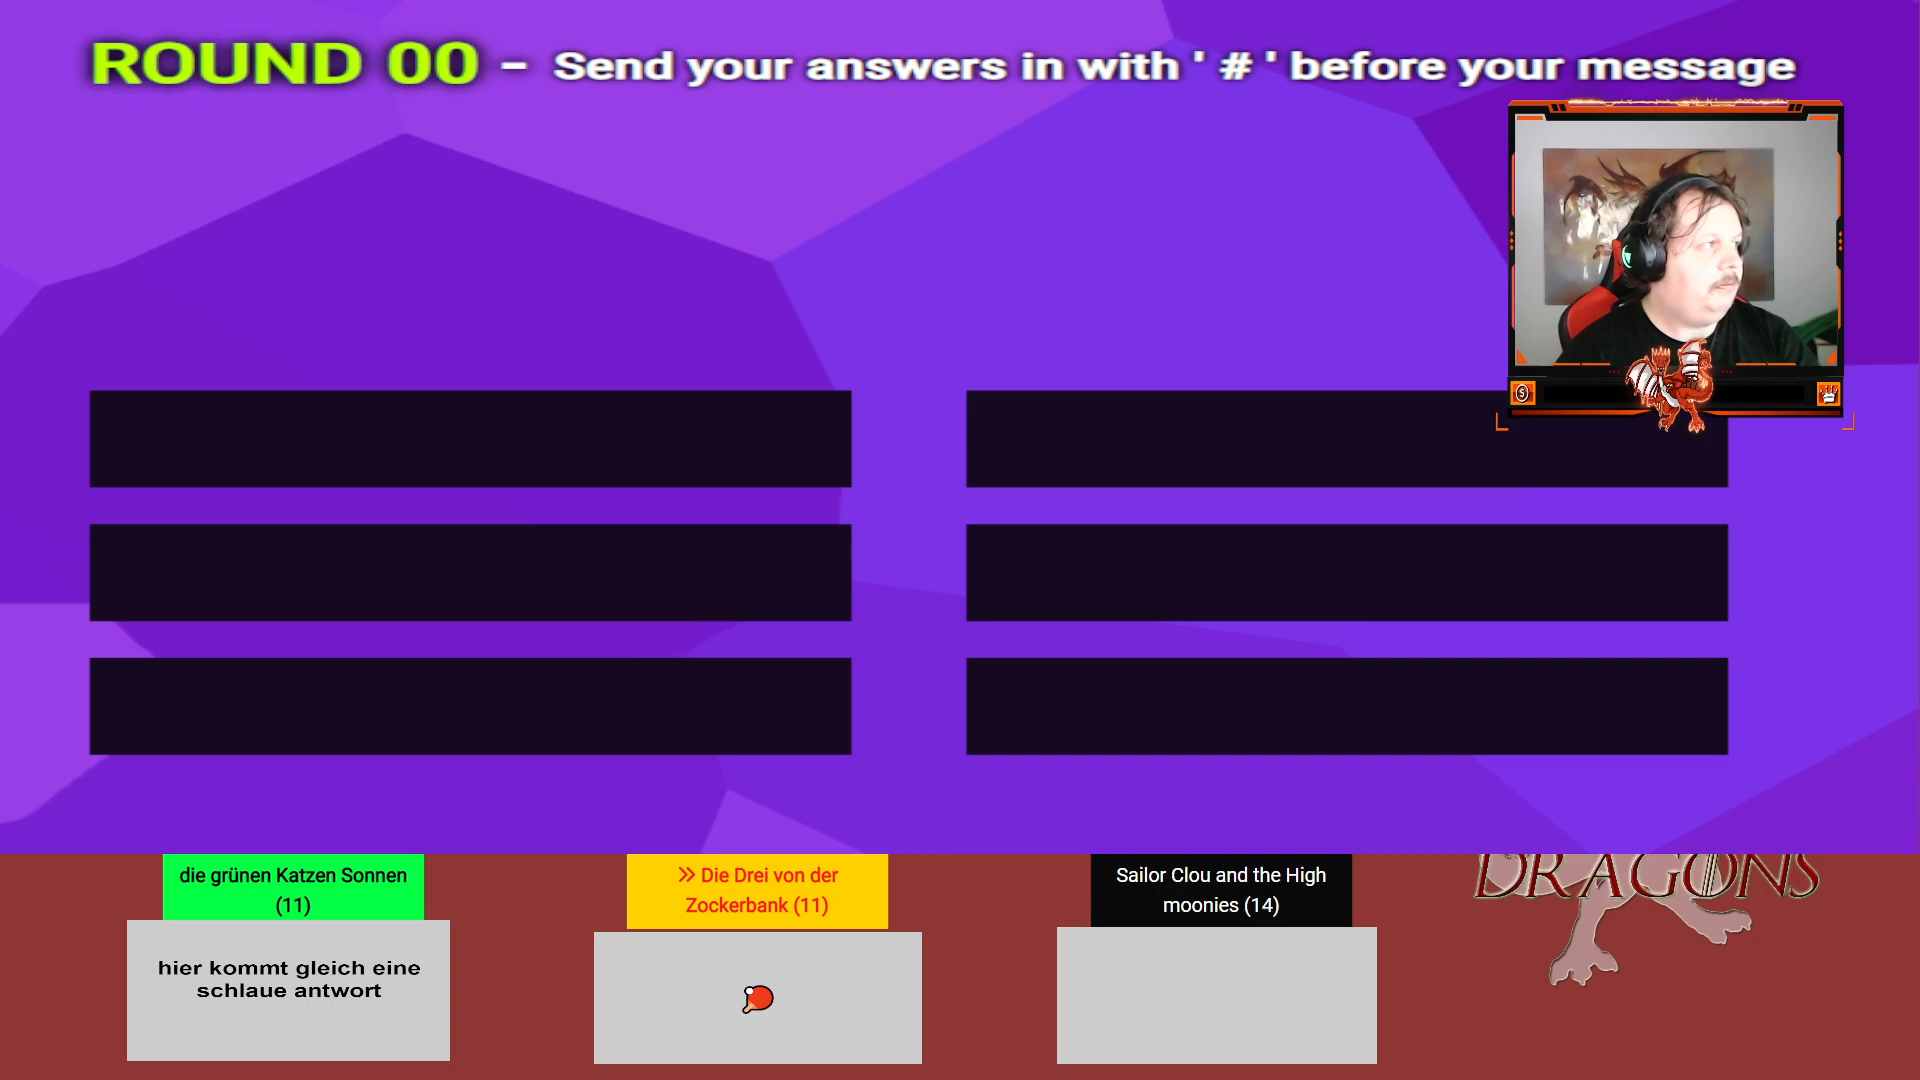 ROUND 00 - Send your answers in with ' # ' before your message
die grünen Katzen Sonnen
(11)
hier kommt gleich eine
schlaue antwort
Die Drei von der
Zockerbank (11)
Sailor Clou and the High
moonies (14)
DRAGONS